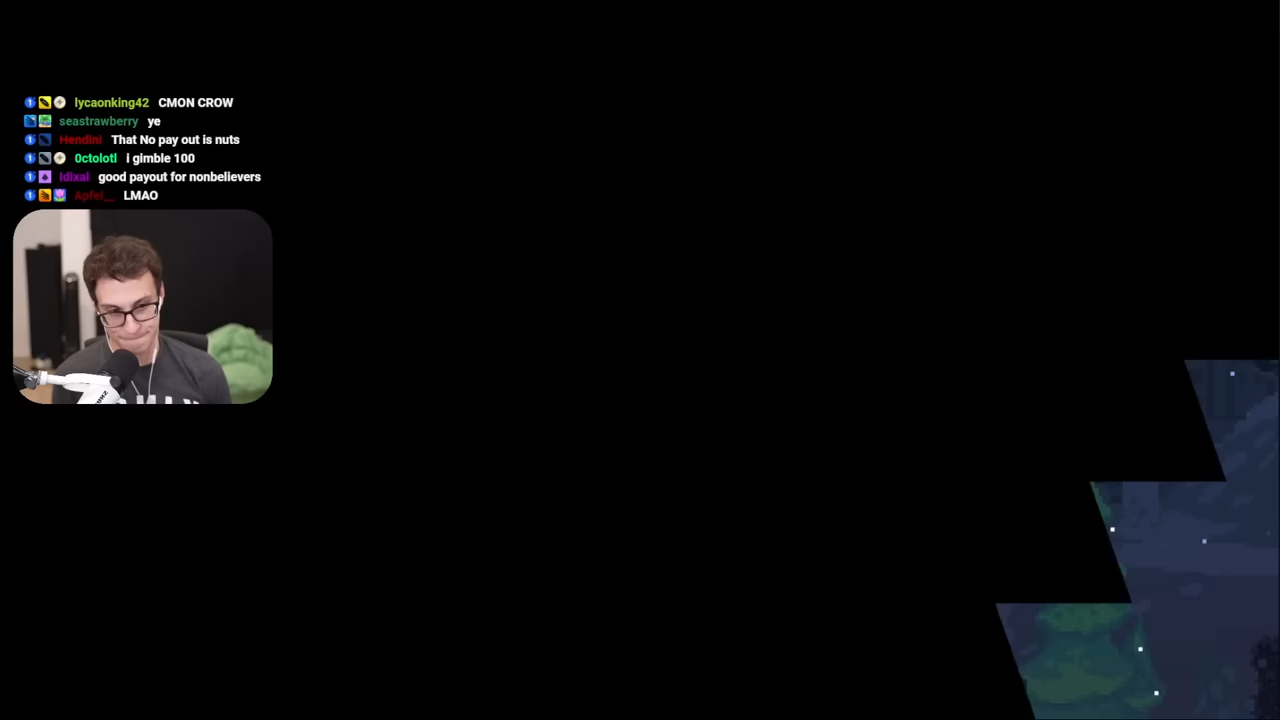 lycaonking42 CMON CROW
seastrawberry ye
Hendini That No pay out is nuts
0ctolotl i gimble 100
good payout for nonbelievers
Apfel__ LMAO